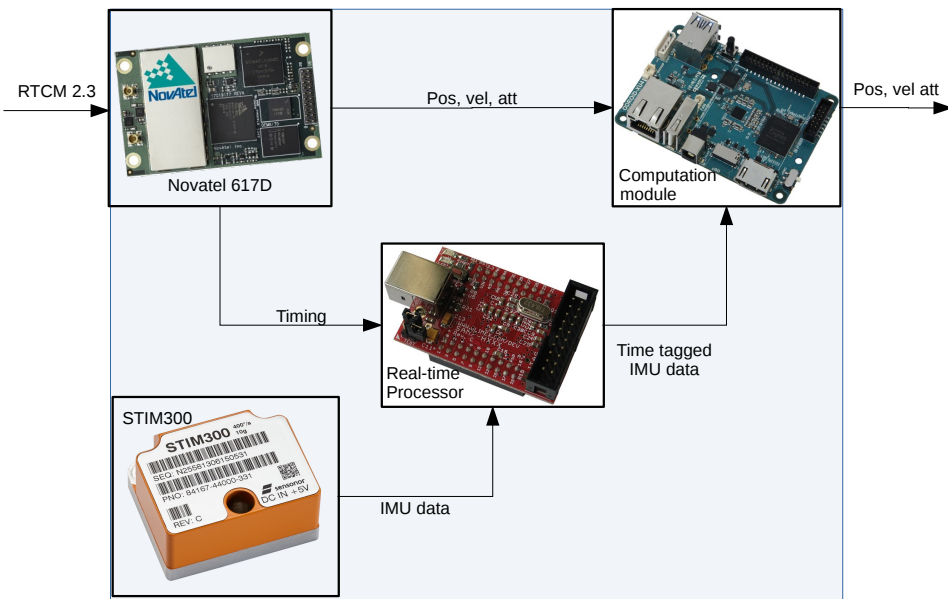 RTCM 2.3
NovAtel
Novatel 617D
Pos, vel, att
Computation
module
Pos, vel att
Timing
Real-time
Processor
Time tagged
IMU data
STIM300
STIM300 400°/s
10g
SEQ: N25581306150531
PNO: 84167-44000-331
REV: C
sensonor
DC IN +5V
IMU data